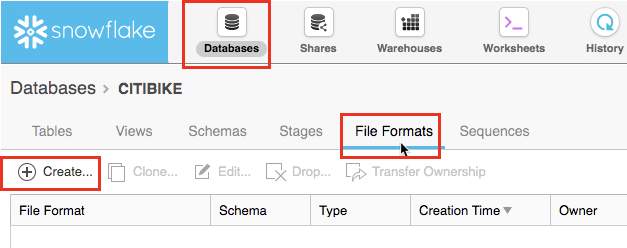 snowflake
Databases Shares Warehouses Worksheets History
Databases > CITIBIKE
Tables Views Schemas Stages File Formats Sequences
Create... Clone... Edit... Drop... Transfer Ownership
File Format Schema Type Creation Time Owner